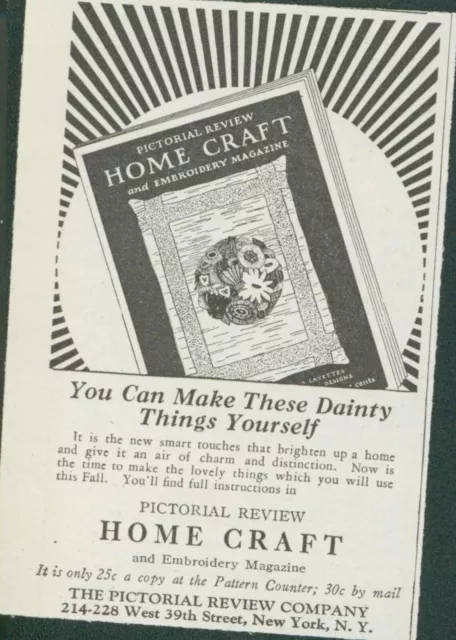 PICTORIAL REVIEW
HOME CRAFT
and EMBROIDERY MAGAZINE
LAYETTES
DESIGNS
cents
You Can Make These Dainty
Things Yourself
It is the new smart touches that brighten up a home
and give it an air of charm and distinction. Now is
the time to make the lovely things which you will use
this Fall. You'll find full instructions in
PICTORIAL REVIEW
HOME CRAFT
and Embroidery Magazine
It is only 25c a copy at the Pattern Counter; 30c by mail
THE PICTORIAL REVIEW COMPANY
214-228 West 39th Street, New York, N. Y.